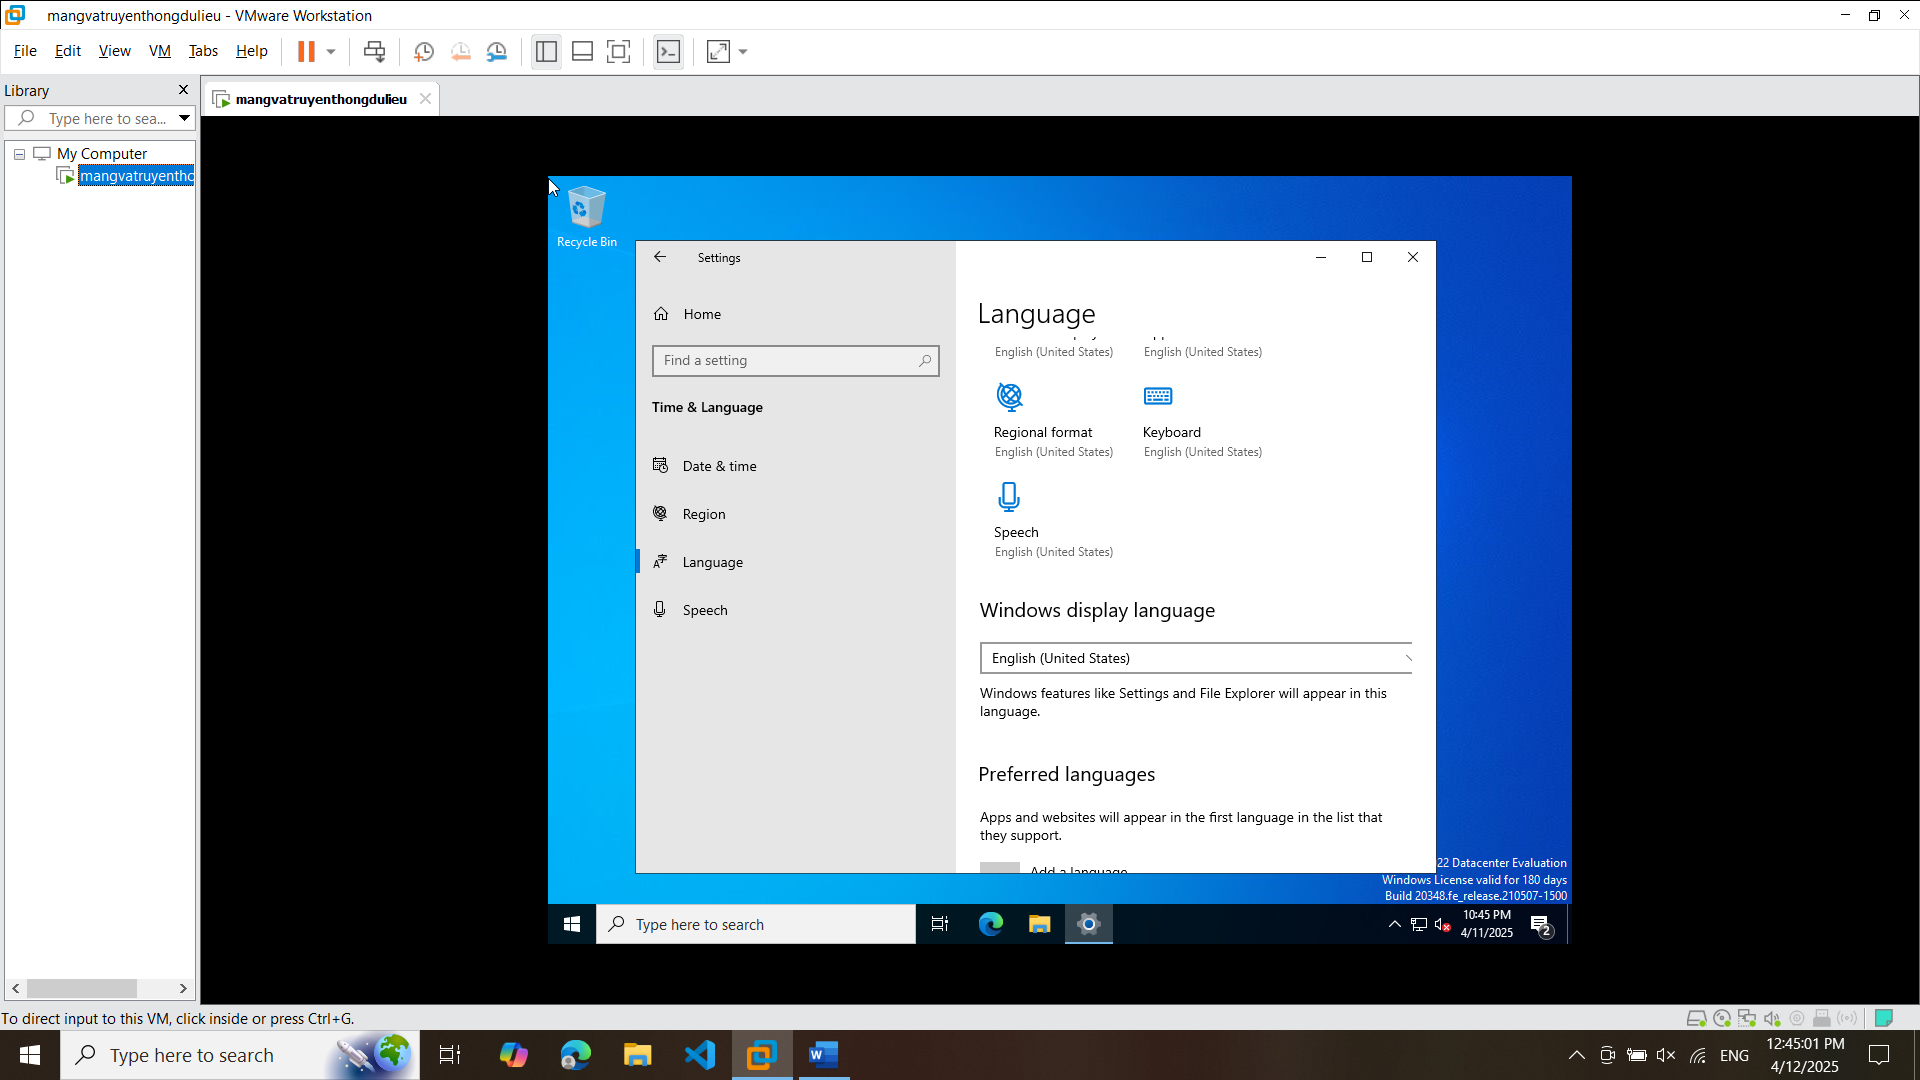 mangvatruyenthongdulieu - VMware Workstation
File Edit View VM Tabs Help
Library
mangvatruyenthongdulieu
Type here to sea...
My Computer
mangvatruyenthc
Recycle Bin
Settings
Home
Find a setting
Time & Language
Date & time
Region
Language
Speech
Language
English (United States) English (United States)
Regional format Keyboard
English (United States) English (United States)
Speech
English (United States)
Windows display language
English (United States)
Windows features like Settings and File Explorer will appear in this
language.
Preferred languages
Apps and websites will appear in the first language in the list that
they support.
Add a language
22 Datacenter Evaluation
Windows License valid for 180 days
Build 20348.fe_release.210507-1500
Type here to search
10:45 PM
4/11/2025
2
To direct input to this VM, click inside or press Ctrl+G.
Type here to search
ENG
12:45:01 PM
4/12/2025